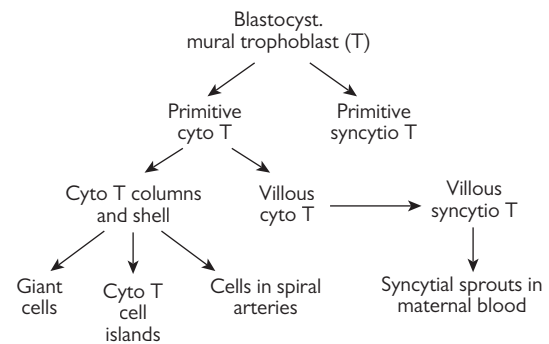 Blastocyst.
mural trophoblast (T)
Primitive
cyto T
Primitive
syncytio T
Cyto T columns
and shell
Villous
cyto T
Villous
syncytio T
Giant
cells
Cyto T
cell
islands
Cells in spiral
arteries
Syncytial sprouts in
maternal blood